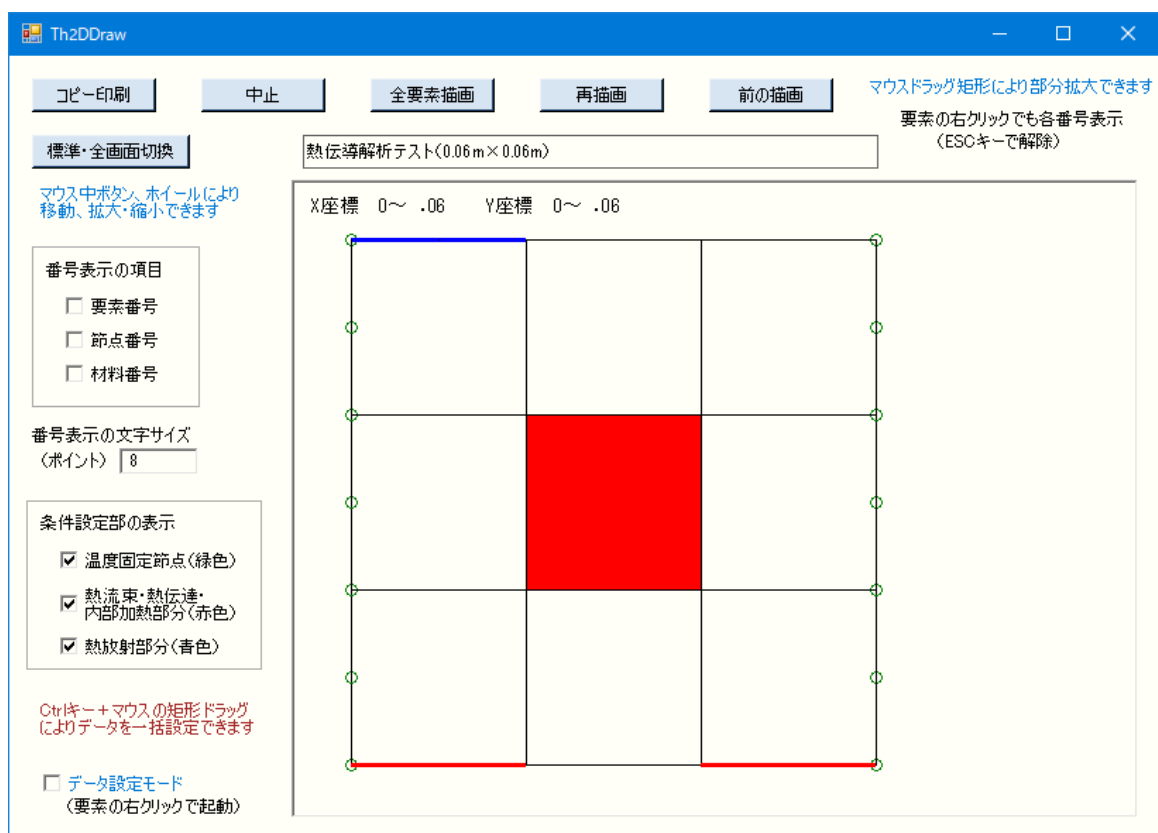 Th2DDraw
コピー印刷
中止
全要素描画
再描画
前の描画
マウスドラッグ矩形により部分拡大できます
要素の右クリックでも各番号表示
(ESCキーで解除)
標準・全画面切換
熱伝導解析テスト(0.06m×0.06m)
マウス中ボタン、ホイールにより
移動、拡大・縮小できます
X座標 0～ .06 Y座標 0～ .06
番号表示の項目
要素番号
節点番号
材料番号
番号表示の文字サイズ
(ポイント) 8
条件設定部の表示
温度固定節点(緑色)
熱流束・熱伝達・
内部加熱部分(赤色)
熱放射部分(青色)
Ctrlキー＋マウスの矩形ドラッグ
によりデータを一括設定できます
データ設定モード
(要素の右クリックで起動)